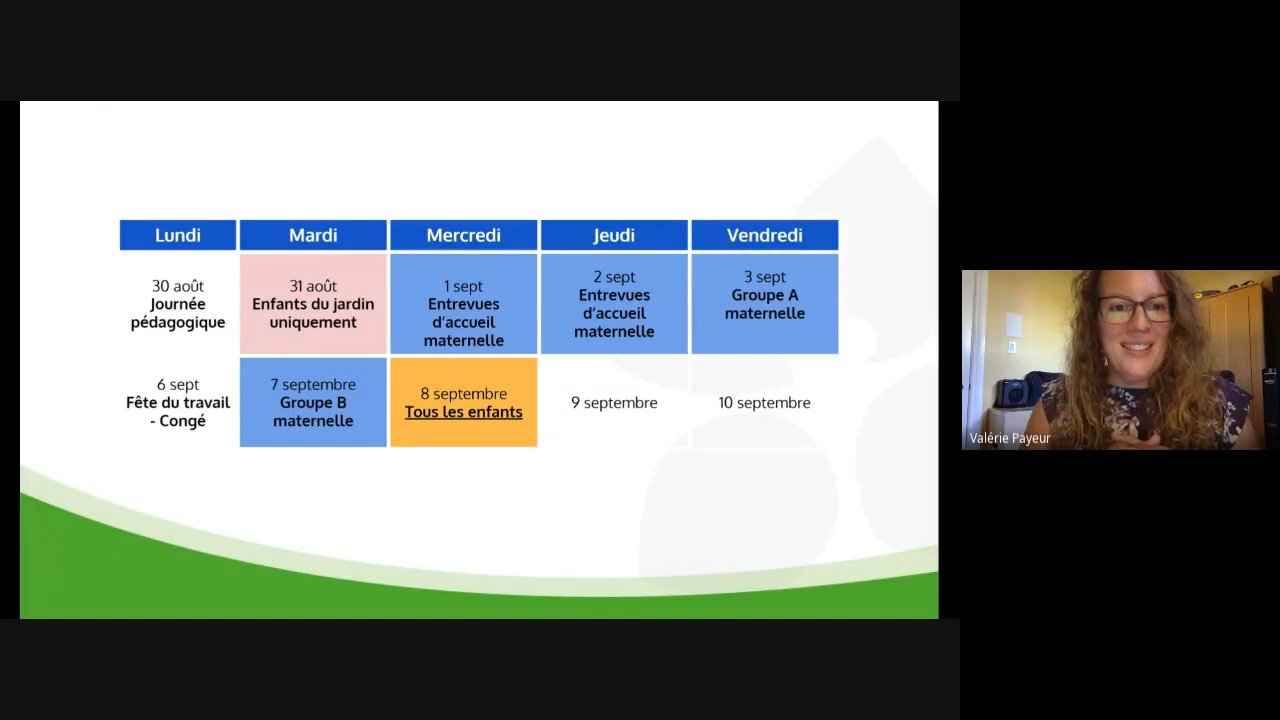 Lundi
Mardi
Mercredi
Jeudi
Vendredi
30 août
Journée
pédagogique
31 août
Enfants du jardin
uniquement
1 sept
Entrevues
d'accueil
maternelle
2 sept
Entrevues
d'accueil
maternelle
3 sept
Groupe A
maternelle
6 sept
Fête du travail
- Congé
7 septembre
Groupe B
maternelle
8 septembre
Tous les enfants
9 septembre
10 septembre
Valérie Payeur